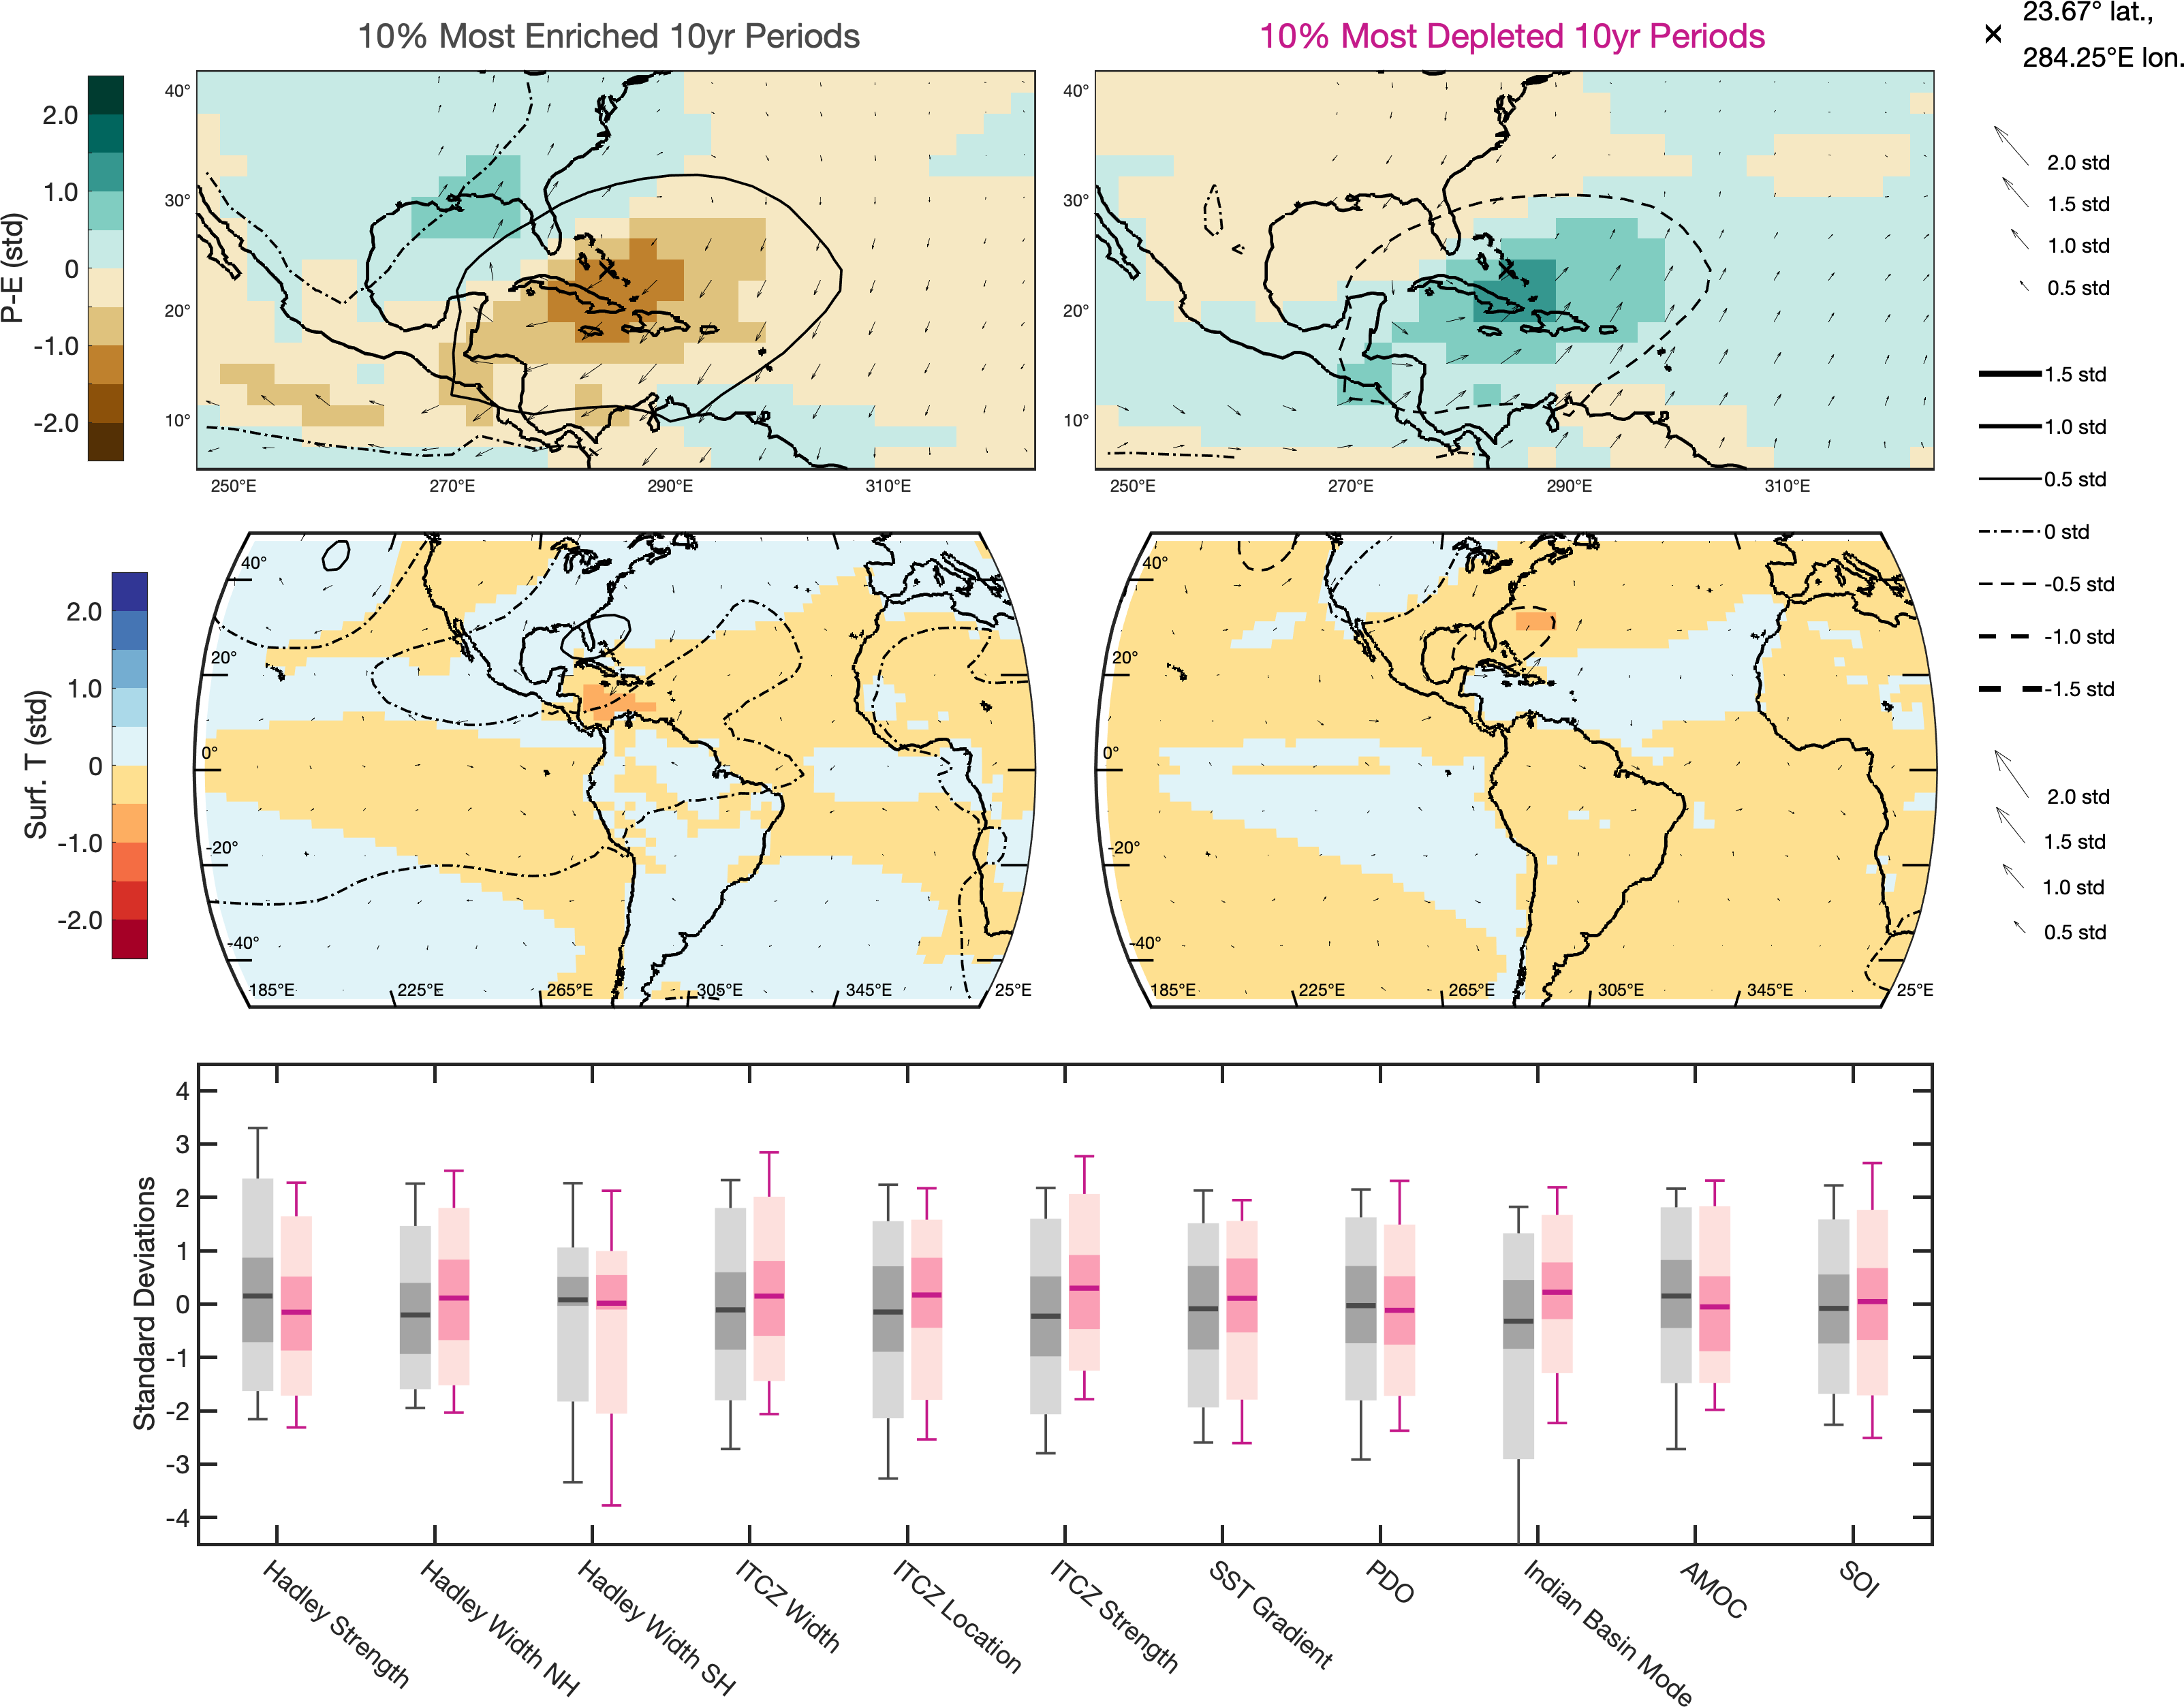 10% Most Enriched 10yr Periods
10% Most Depleted 10yr Periods
23.67° lat.,
284.25°E lon.
P-E (std)
2.0
1.0
0
-1.0
-2.0
40°
30°
20°
10°
250°E
270°E
290°E
310°E
40°
30°
20°
10°
250°E
270°E
290°E
310°E
2.0 std
1.5 std
1.0 std
0.5 std
1.5 std
1.0 std
0.5 std
0 std
-0.5 std
-1.0 std
-1.5 std
Surf. T (std)
2.0
1.0
0
-1.0
-2.0
40°
20°
0°
-20°
-40°
185°E
225°E
265°E
305°E
345°E
25°E
40°
20°
0°
-20°
-40°
185°E
225°E
265°E
305°E
345°E
25°E
2.0 std
1.5 std
1.0 std
0.5 std
Standard Deviations
4
3
2
1
0
-1
-2
-3
-4
Hadley Strength
Hadley Width NH
Hadley Width SH
ITCZ Width
ITCZ Location
ITCZ Strength
SST Gradient
PDO
Indian Basin Mode
AMOC
SOI